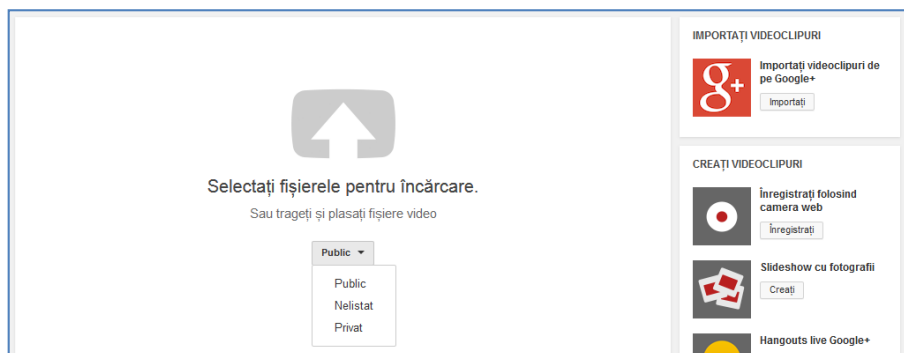 Selectați fișierele pentru încărcare.
Sau trageți și plasați fișiere video
Public
Public
Nelistat
Privat
IMPORTAȚI VIDEOCLIPURI
g+
Importați videoclipuri de
pe Google+
Importați
CREAȚI VIDEOCLIPURI
Înregistrați folosind
camera web
Înregistrați
Slideshow cu fotografii
Creați
Hangouts live Google+